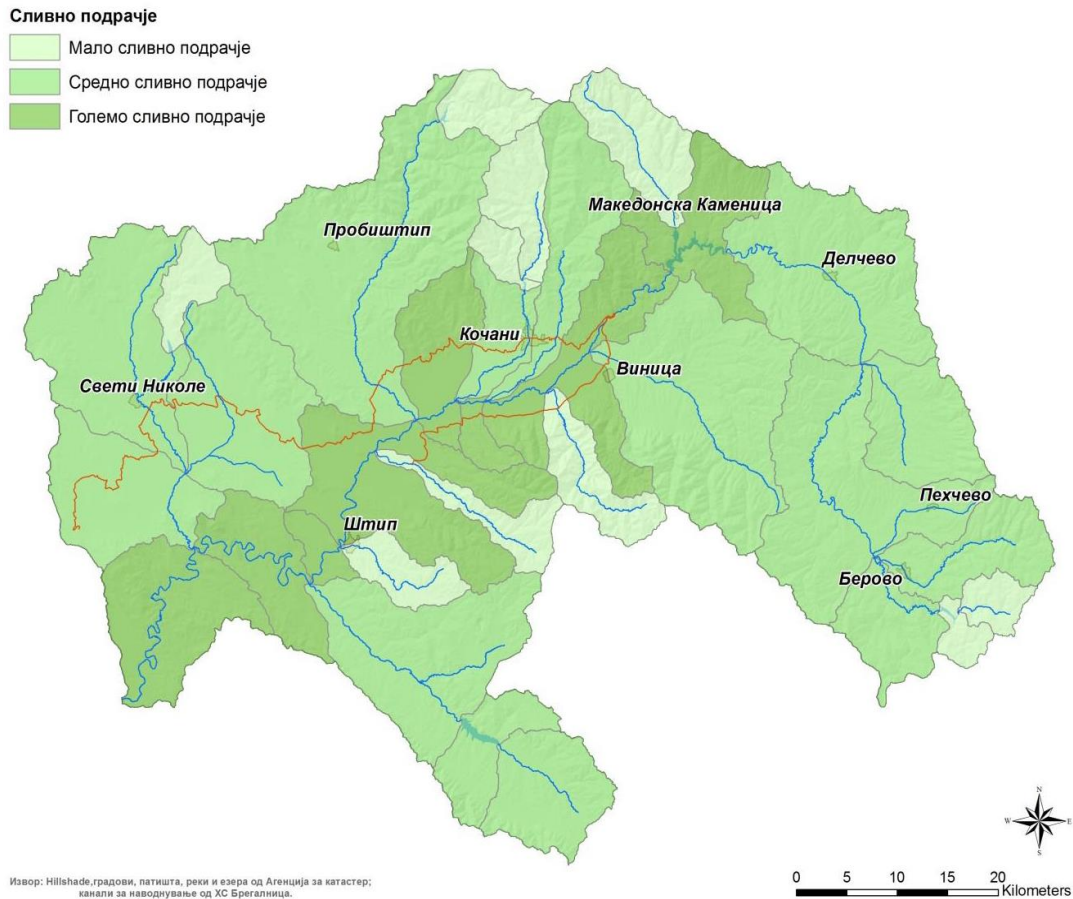 Сливно подрачје
Мало сливно подрачје
Средно сливно подрачје
Големо сливно подрачје
Македонска Каменица
Пробиштип
Делчево
Кочани
Виница
Свети Николе
Пехчево
Штип
Берово
N
W E
S
Извор: Hillshade,градови, патишта, реки и езера од Агенција за катастер;
канали за наводнување од ХС Брегалница.
0 5 10 15 20
Kilometers